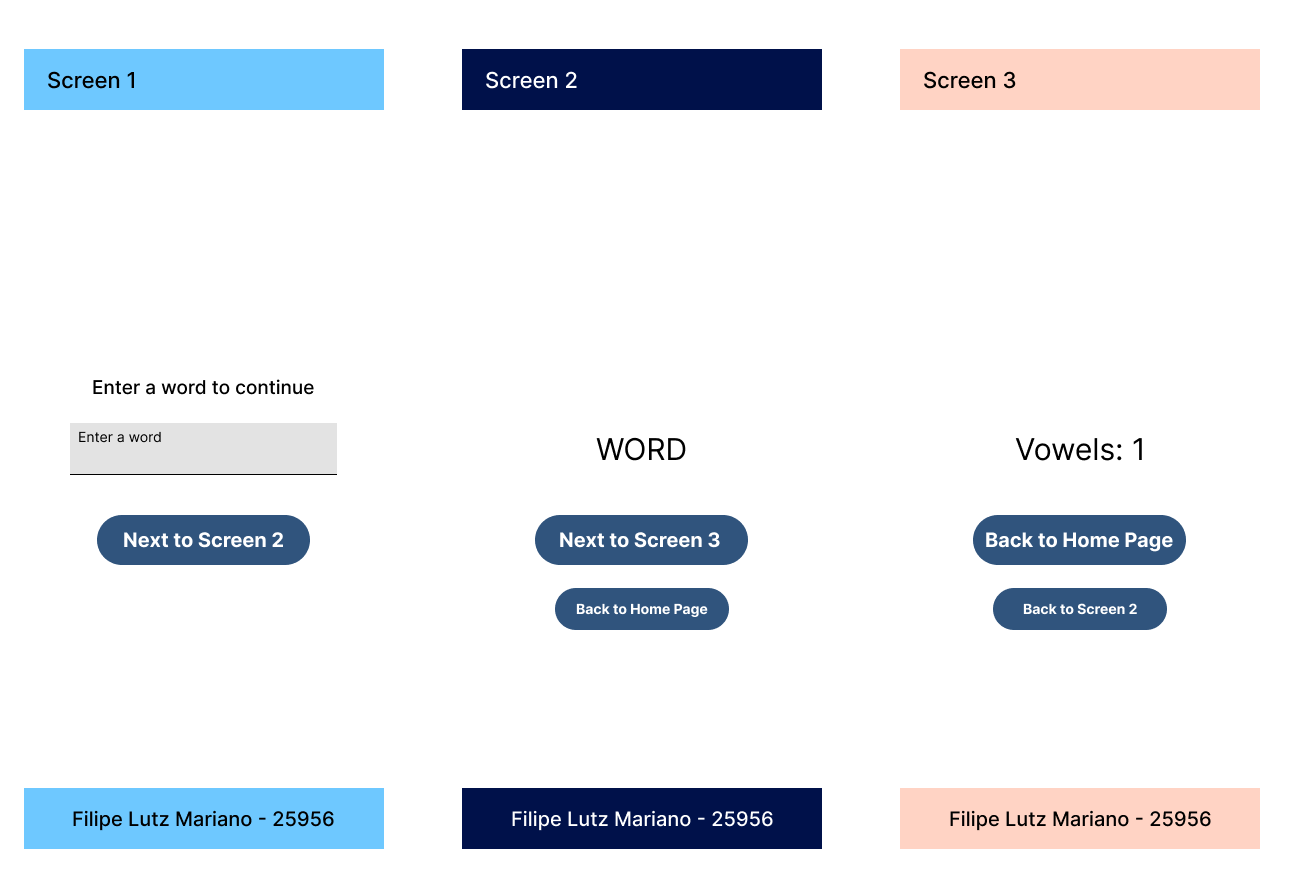 Screen 1
Enter a word to continue
Enter a word
Next to Screen 2
Filipe Lutz Mariano - 25956
Screen 2
WORD
Next to Screen 3
Back to Home Page
Filipe Lutz Mariano - 25956
Screen 3
Vowels: 1
Back to Home Page
Back to Screen 2
Filipe Lutz Mariano - 25956